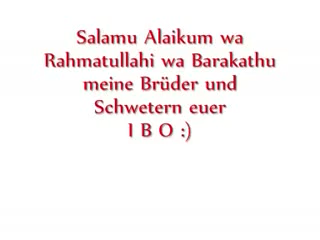 Salamu Alaikum wa
Rahmatullahi wa Barakathu
meine Brüder und
Schwetern euer
I B O :)